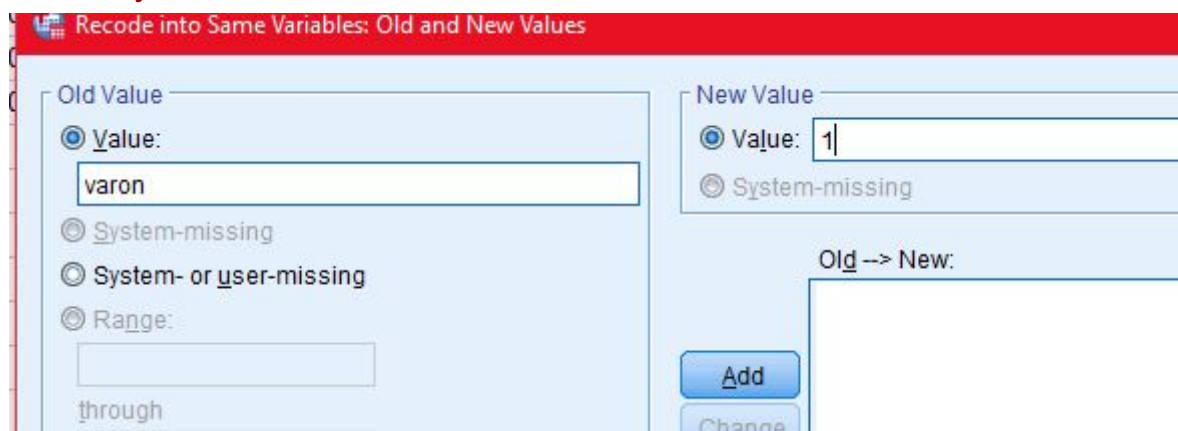 Recode into Same Variables: Old and New Values
Old Value
Value:
varon
System-missing
System- or user-missing
Range:
through
New Value
Value: 1
System-missing
Old --> New:
Add
Change